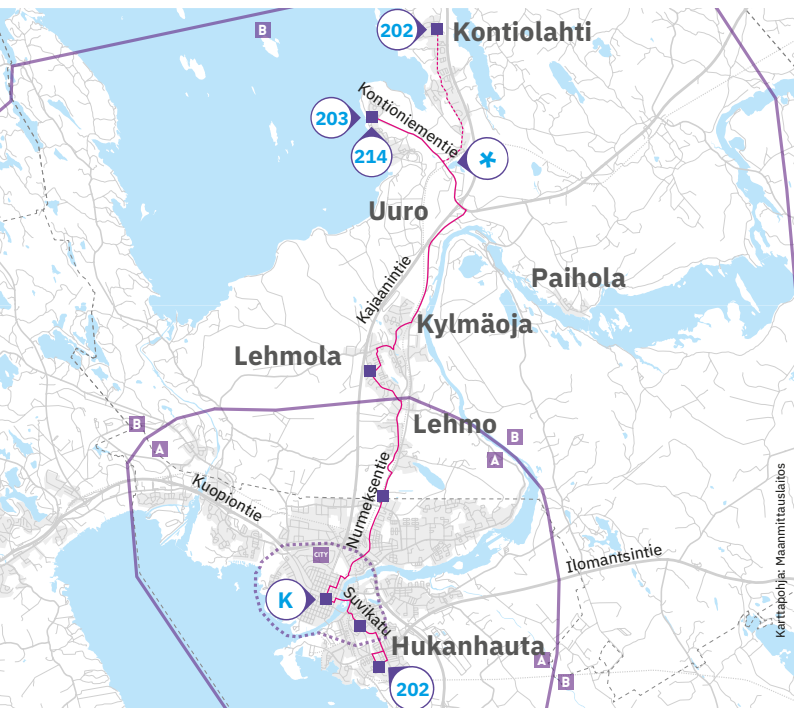 B
202
Kontiolahti
Kontioniementie
203
214
*
Uuro
Paihola
Kajaanintie
Kylmäoja
Lehmola
B
A
Lehmo
B
A
Kuopiontie
Nurmeksentie
CITY
Ilomantsintie
K
Suvikatu
Hukanhauta
A
B
202
Karttapohja: Maanmittauslaitos